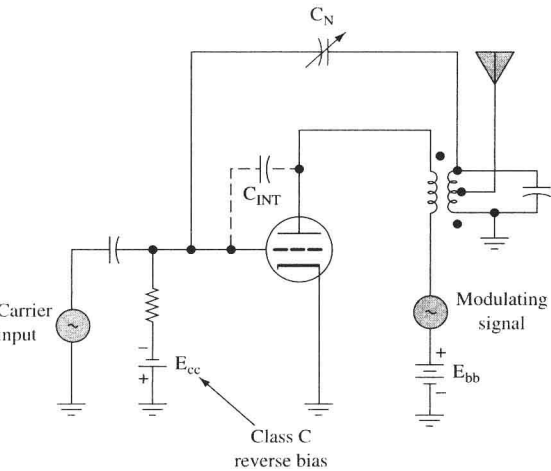 C_N
C_INT
Carrier
input
E_cc
Modulating
signal
E_bb
Class C
reverse bias
+
−
−
+
~
~